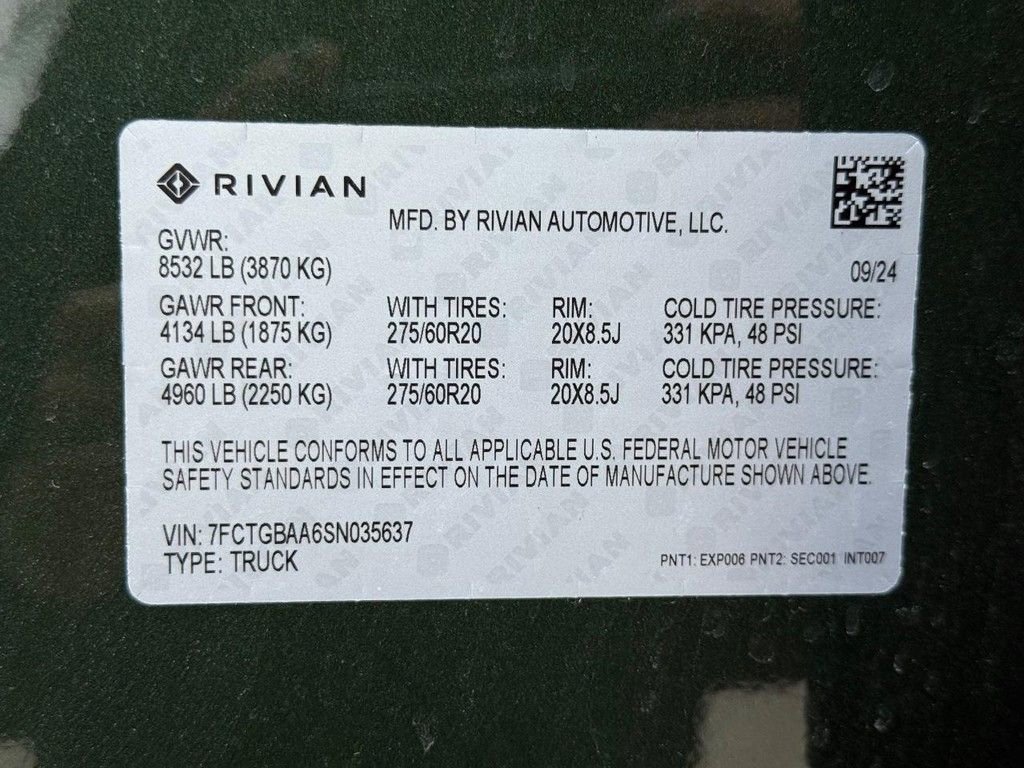 RIVIAN
MFD. BY RIVIAN AUTOMOTIVE, LLC.
GVWR:
8532 LB (3870 KG)
09/24
GAWR FRONT: WITH TIRES: RIM: COLD TIRE PRESSURE:
4134 LB (1875 KG) 275/60R20 20X8.5J 331 KPA, 48 PSI
GAWR REAR: WITH TIRES: RIM: COLD TIRE PRESSURE:
4960 LB (2250 KG) 275/60R20 20X8.5J 331 KPA, 48 PSI
THIS VEHICLE CONFORMS TO ALL APPLICABLE U.S. FEDERAL MOTOR VEHICLE
SAFETY STANDARDS IN EFFECT ON THE DATE OF MANUFACTURE SHOWN ABOVE.
VIN: 7FCTGBAA6SN035637
TYPE: TRUCK
PNT1: EXP006 PNT2: SEC001 INT007